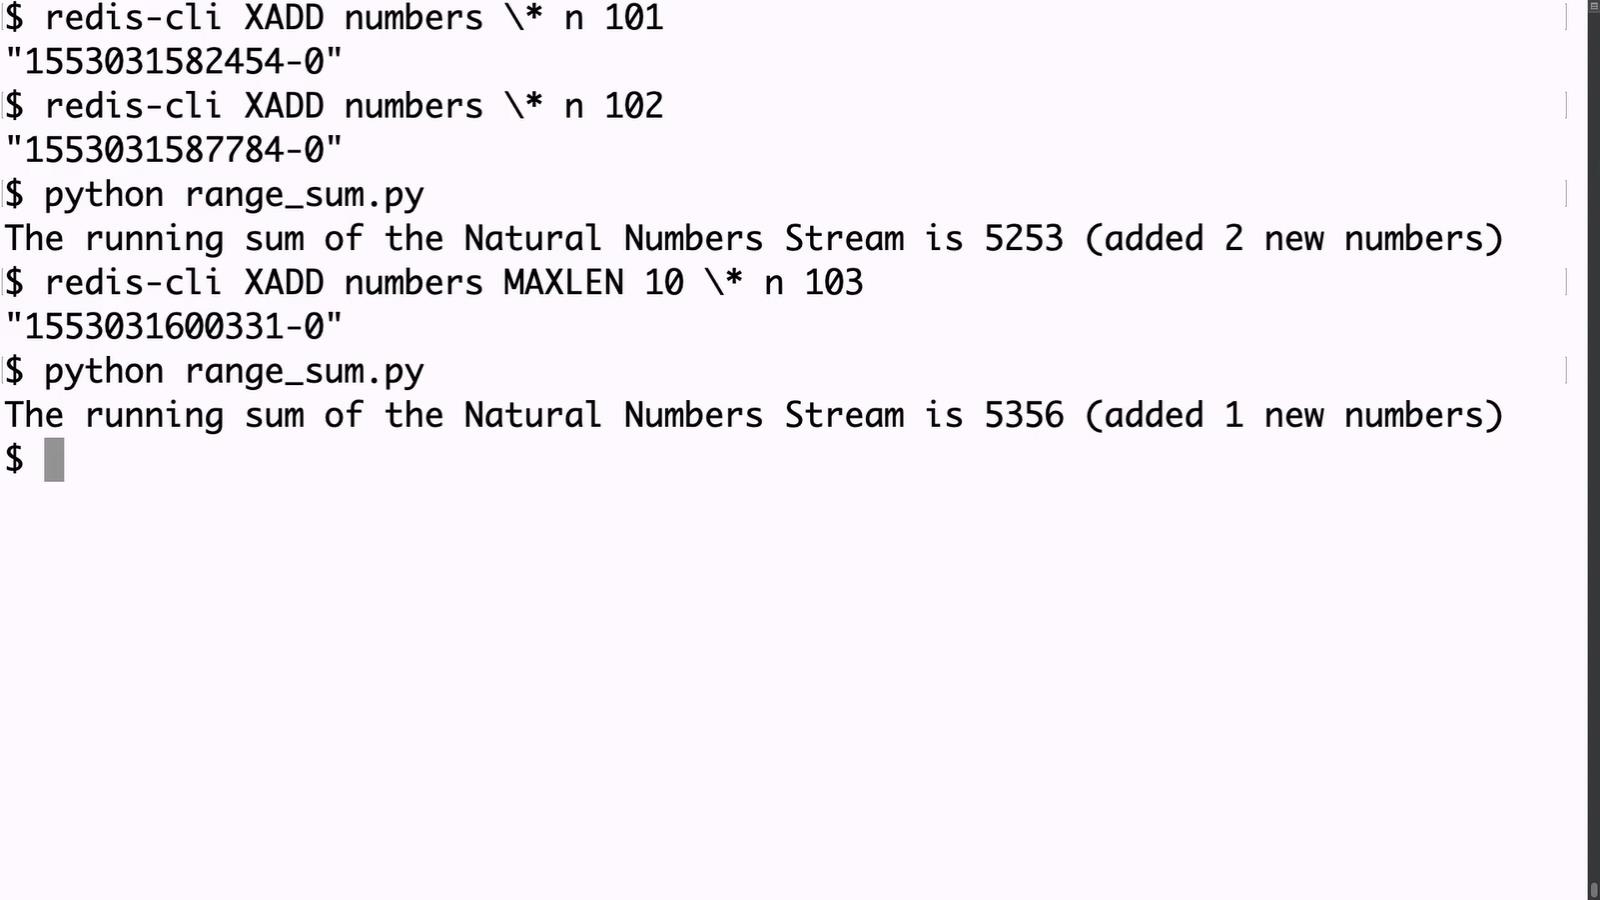 $ redis-cli XADD numbers \* n 101
"1553031582454-0"
$ redis-cli XADD numbers \* n 102
"1553031587784-0"
$ python range_sum.py
The running sum of the Natural Numbers Stream is 5253 (added 2 new numbers)
$ redis-cli XADD numbers MAXLEN 10 \* n 103
"1553031600331-0"
$ python range_sum.py
The running sum of the Natural Numbers Stream is 5356 (added 1 new numbers)
$